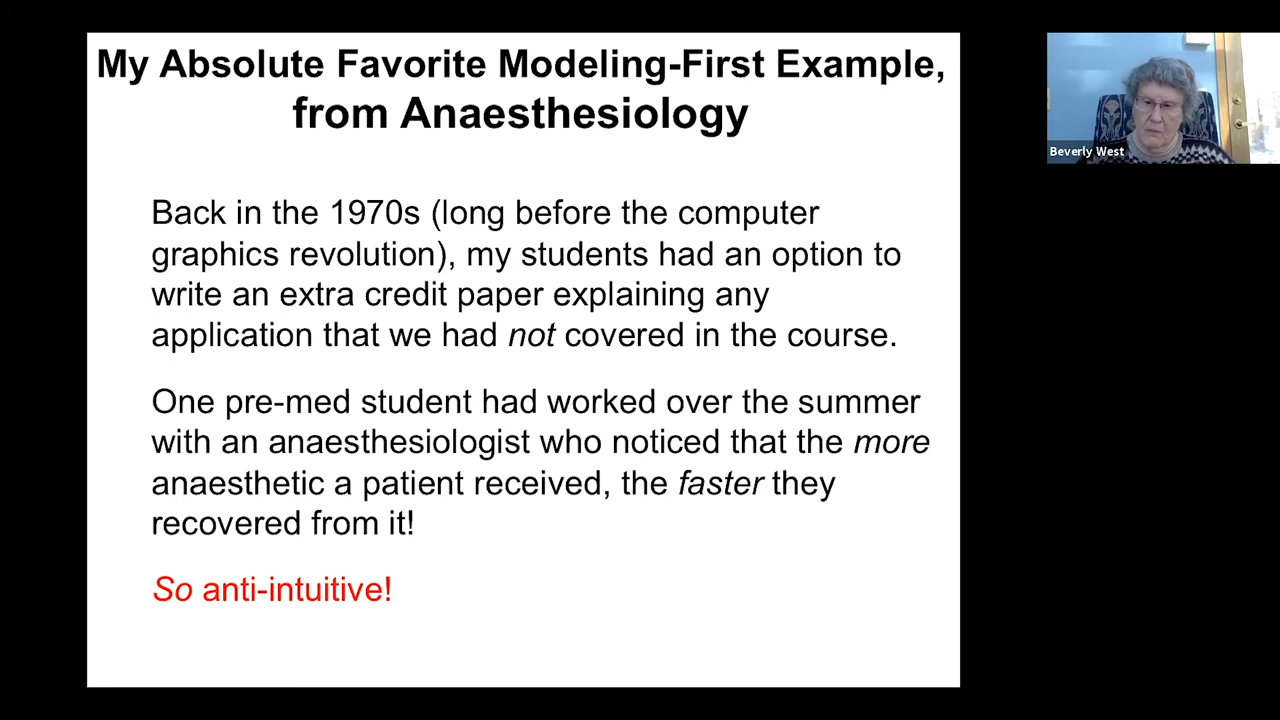 My Absolute Favorite Modeling-First Example,
from Anaesthesiology
Back in the 1970s (long before the computer
graphics revolution), my students had an option to
write an extra credit paper explaining any
application that we had not covered in the course.
One pre-med student had worked over the summer
with an anaesthesiologist who noticed that the more
anaesthetic a patient received, the faster they
recovered from it!
So anti-intuitive!
Beverly West